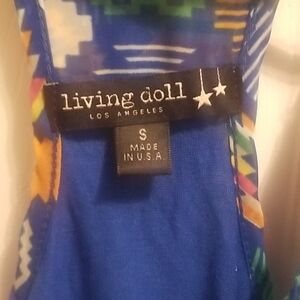 living doll
LOS ANGELES
S
MADE
IN U.S.A.